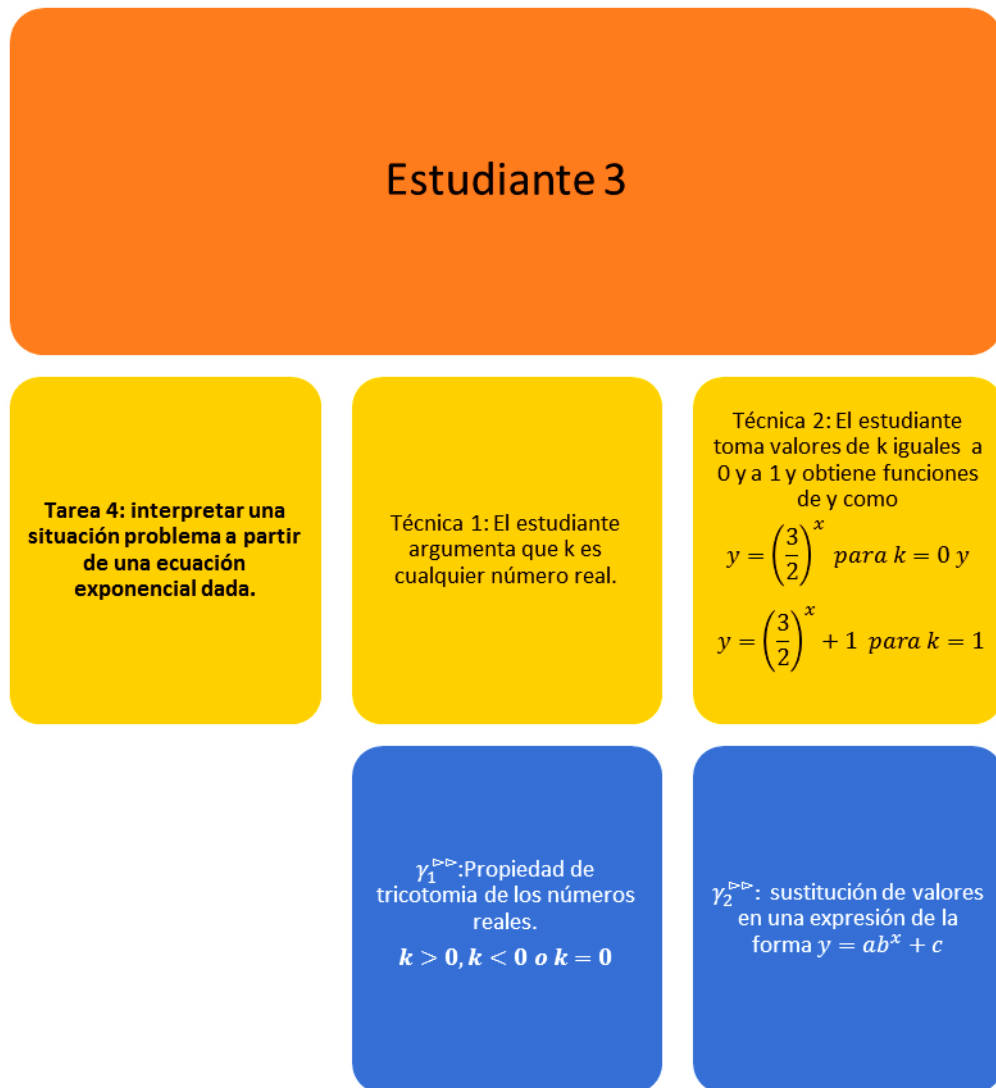 Estudiante 3
Tarea 4: interpretar una
situación problema a partir
de una ecuación
exponencial dada.
Técnica 1: El estudiante
argumenta que k es
cualquier número real.
Técnica 2: El estudiante
toma valores de k iguales a
0 y a 1 y obtiene funciones
de y como
y = (3/2)^x para k = 0 y
y = (3/2)^x + 1 para k = 1
γ₁^▻▻:Propiedad de
tricotomia de los números
reales.
k > 0, k < 0 o k = 0
γ₂^▻▻: sustitución de valores
en una expresión de la
forma y = ab^x + c